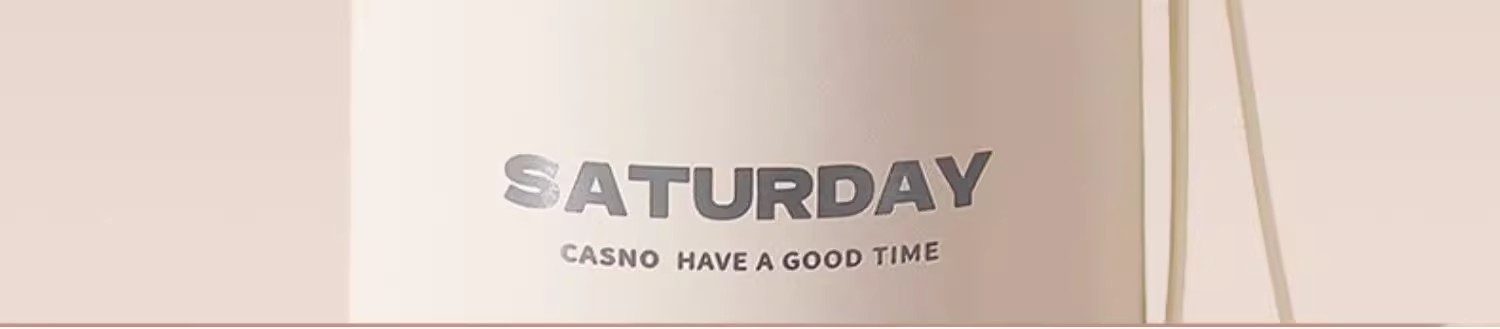 SATURDAY
CASNO HAVE A GOOD TIME